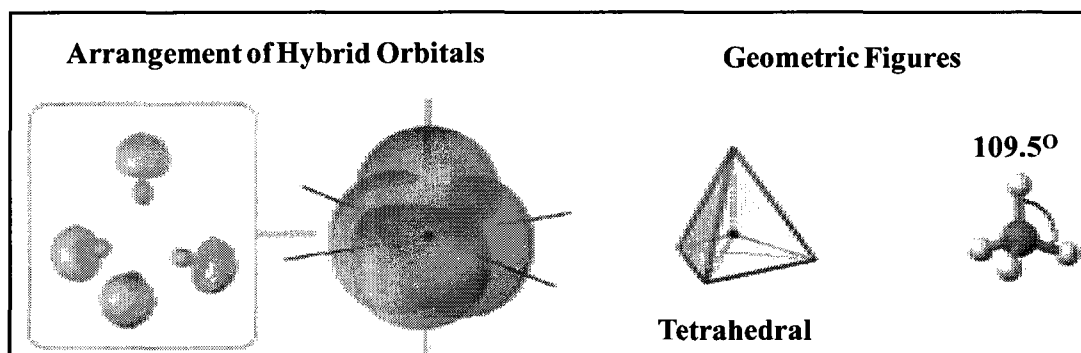 Arrangement of Hybrid Orbitals
Geometric Figures
109.5O
Tetrahedral